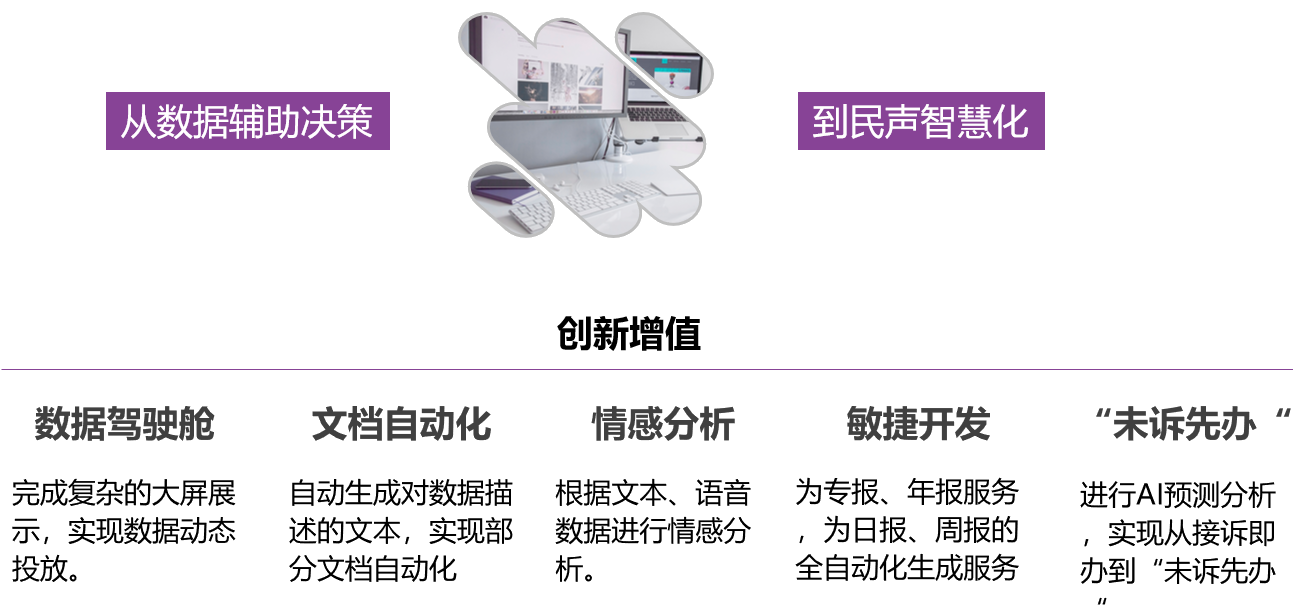 从数据辅助决策
到民声智慧化
创新增值
数据驾驶舱
完成复杂的大屏展
示，实现数据动态
投放。
文档自动化
自动生成对数据描
述的文本，实现部
分文档自动化
情感分析
根据文本、语音
数据进行情感分
析。
敏捷开发
为专报、年报服务
，为日报、周报的
全自动化生成服务
“未诉先办“
进行AI预测分析
，实现从接诉即
办到“未诉先办
“